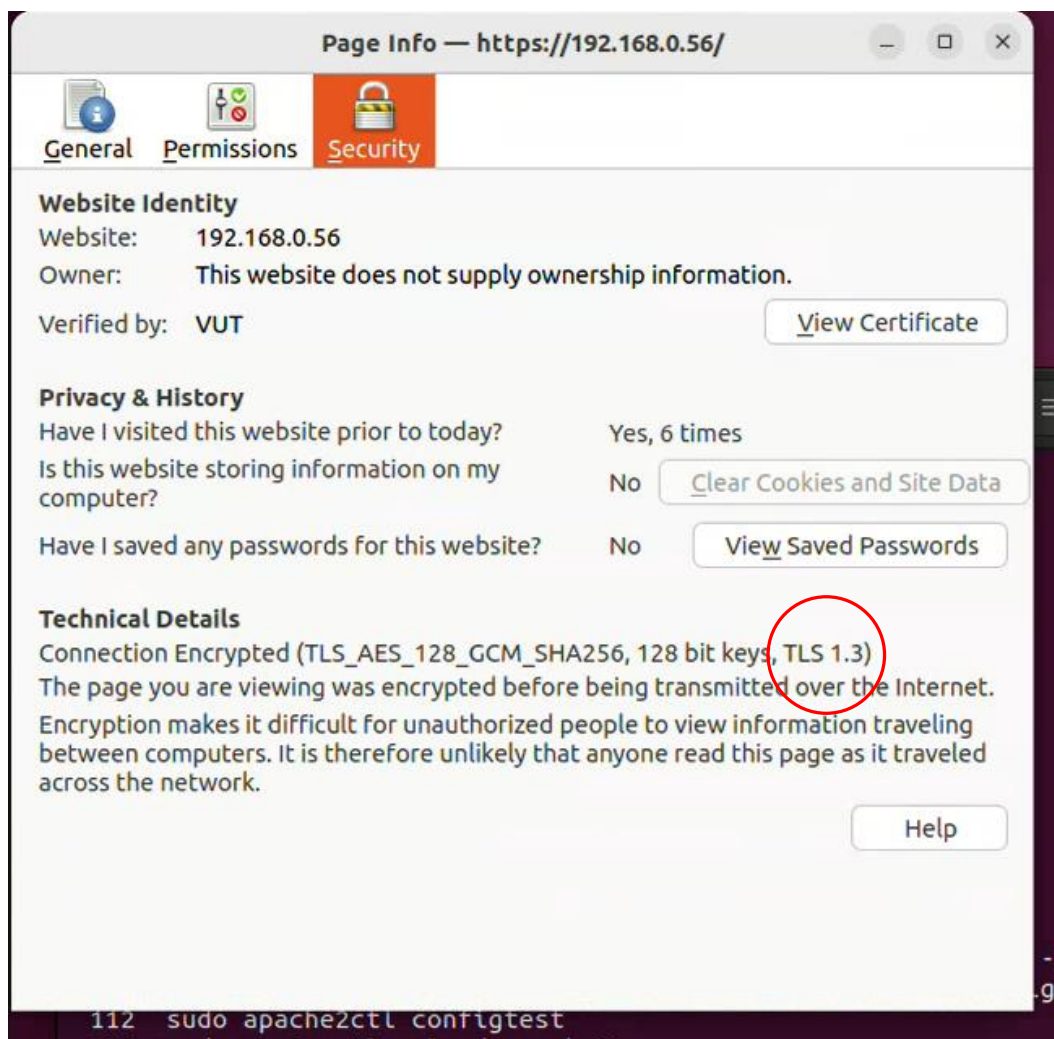 Page Info — https://192.168.0.56/
General Permissions Security
Website Identity
Website: 192.168.0.56
Owner: This website does not supply ownership information.
Verified by: VUT View Certificate
Privacy & History
Have I visited this website prior to today? Yes, 6 times
Is this website storing information on my
computer? No Clear Cookies and Site Data
Have I saved any passwords for this website? No View Saved Passwords
Technical Details
Connection Encrypted (TLS_AES_128_GCM_SHA256, 128 bit keys, TLS 1.3)
The page you are viewing was encrypted before being transmitted over the Internet.
Encryption makes it difficult for unauthorized people to view information traveling
between computers. It is therefore unlikely that anyone read this page as it traveled
across the network.
Help
112 sudo apache2ctl configtest